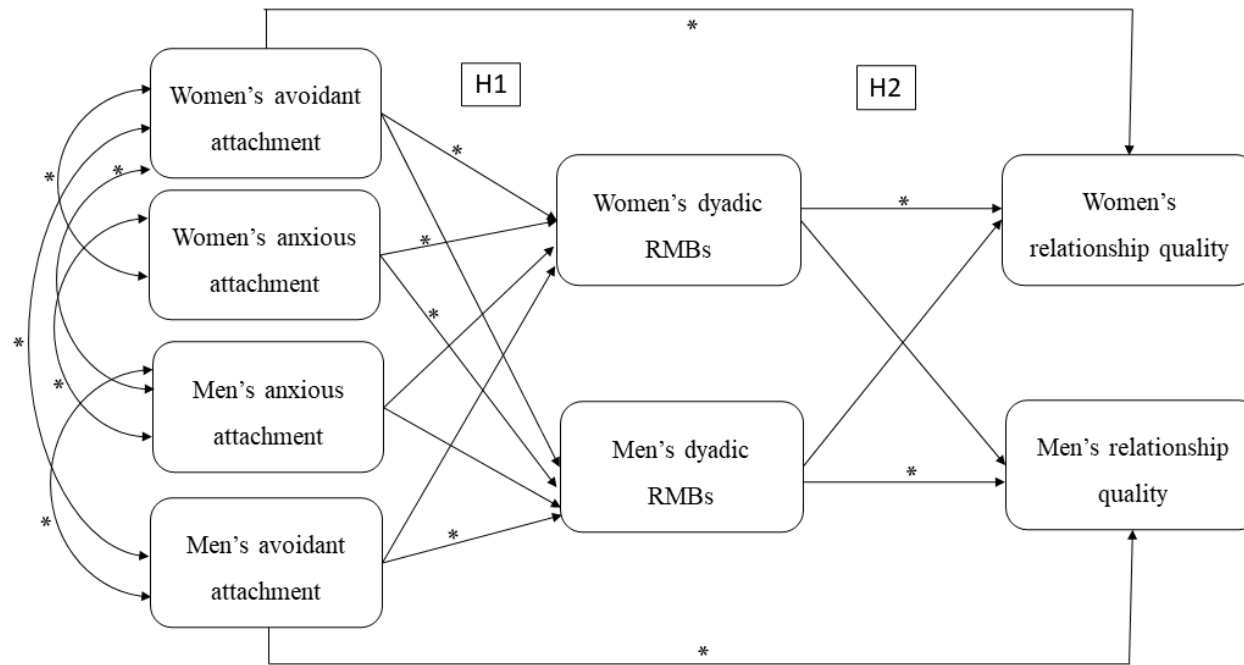 *
H1
H2
Women’s avoidant
attachment
*
*
*
Women’s dyadic
RMBs
*
Women’s
relationship quality
Women’s anxious
attachment
*
*
*
*
Men’s anxious
attachment
Men’s dyadic
RMBs
*
Men’s relationship
quality
*
Men’s avoidant
attachment
*
*